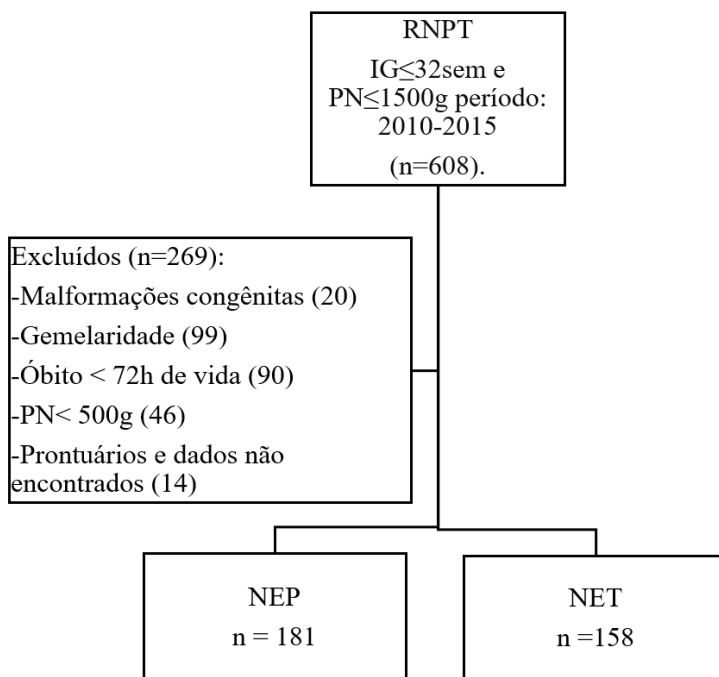 RNPT
IG≤32sem e
PN≤1500g período:
2010-2015
(n=608).
Excluídos (n=269):
-Malformações congênitas (20)
-Gemelaridade (99)
-Óbito < 72h de vida (90)
-PN< 500g (46)
-Prontuários e dados não
encontrados (14)
NEP
n = 181
NET
n =158